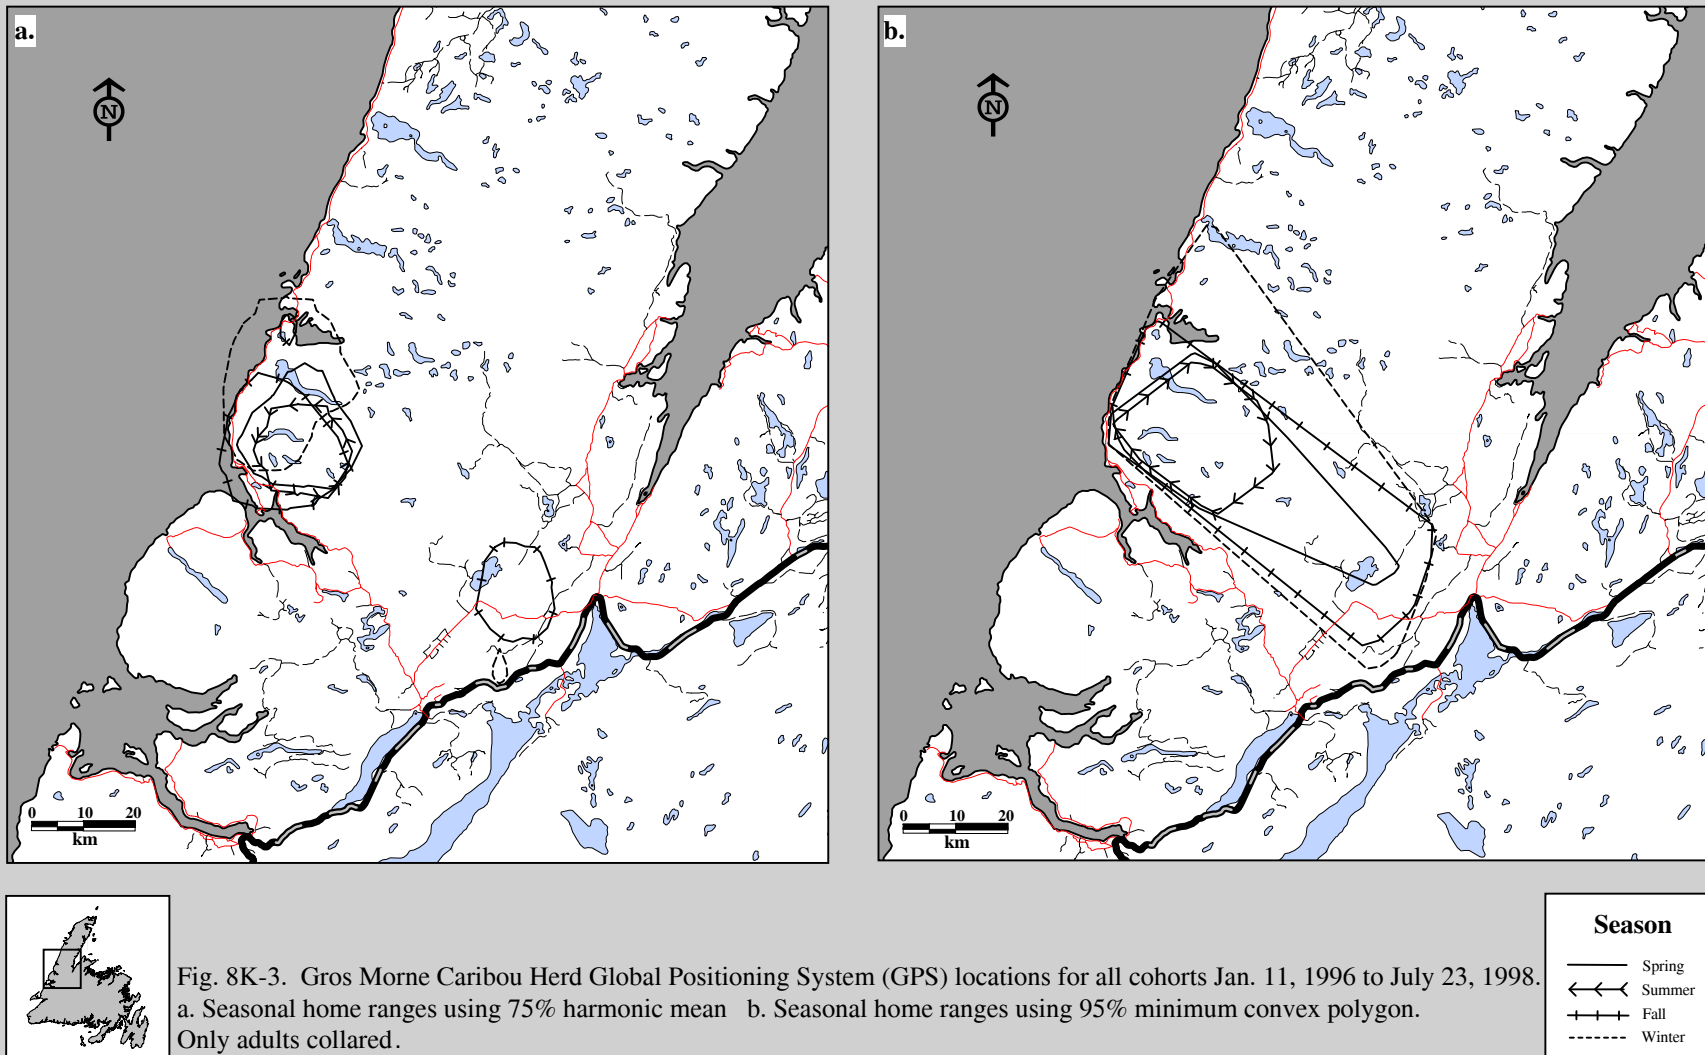 a.
N
0 10 20
km
b.
N
0 10 20
km
Fig. 8K-3. Gros Morne Caribou Herd Global Positioning System (GPS) locations for all cohorts Jan. 11, 1996 to July 23, 1998.
a. Seasonal home ranges using 75% harmonic mean b. Seasonal home ranges using 95% minimum convex polygon.
Only adults collared.
Season
Spring
Summer
Fall
Winter